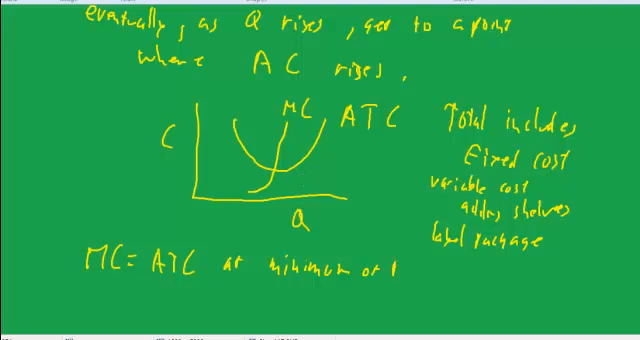 eventually, as Q rises, get to a point
where AC rises.
MC ATC
C
Q
Total includes
Fixed cost
variable cost
adding shelves
label package
MC = ATC at minimum of